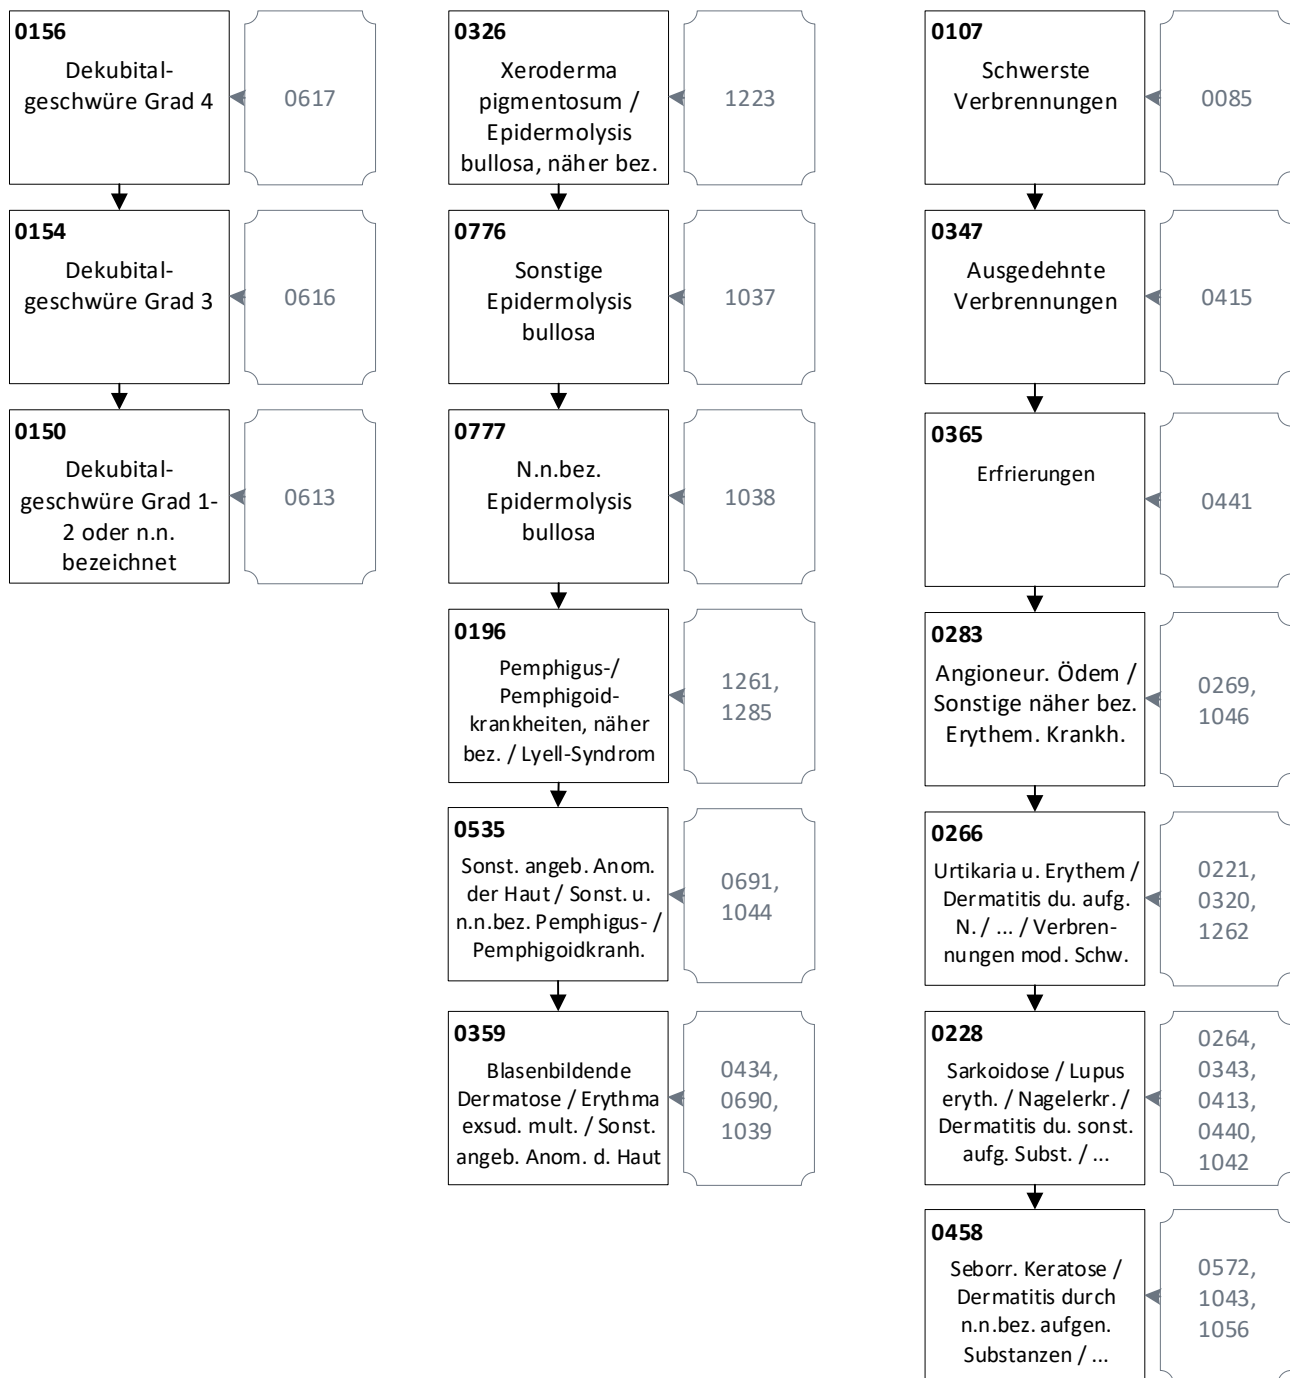 0156
Dekubital-
geschwüre Grad 4
0617
0154
Dekubital-
geschwüre Grad 3
0616
0150
Dekubital-
geschwüre Grad 1-
2 oder n.n.
bezeichnet
0613
0326
Xeroderma
pigmentosum /
Epidermolysis
bullosa, näher bez.
1223
0776
Sonstige
Epidermolysis
bullosa
1037
0777
N.n.bez.
Epidermolysis
bullosa
1038
0196
Pemphigus-/
Pemphigoid-
krankheiten, näher
bez. / Lyell-Syndrom
1261,
1285
0535
Sonst. angeb. Anom.
der Haut / Sonst. u.
n.n.bez. Pemphigus- /
Pemphigoidkranh.
0691,
1044
0359
Blasenbildende
Dermatose / Erythma
exsud. mult. / Sonst.
angeb. Anom. d. Haut
0434,
0690,
1039
0107
Schwerste
Verbrennungen
0085
0347
Ausgedehnte
Verbrennungen
0415
0365
Erfrierungen
0441
0283
Angioneur. Ödem /
Sonstige näher bez.
Erythem. Krankh.
0269,
1046
0266
Urtikaria u. Erythem /
Dermatitis du. aufg.
N. / ... / Verbren-
nungen mod. Schw.
0221,
0320,
1262
0228
Sarkoidose / Lupus
eryth. / Nagelerkr. /
Dermatitis du. sonst.
aufg. Subst. / ...
0264,
0343,
0413,
0440,
1042
0458
Seborr. Keratose /
Dermatitis durch
n.n.bez. aufgen.
Substanzen / ...
0572,
1043,
1056